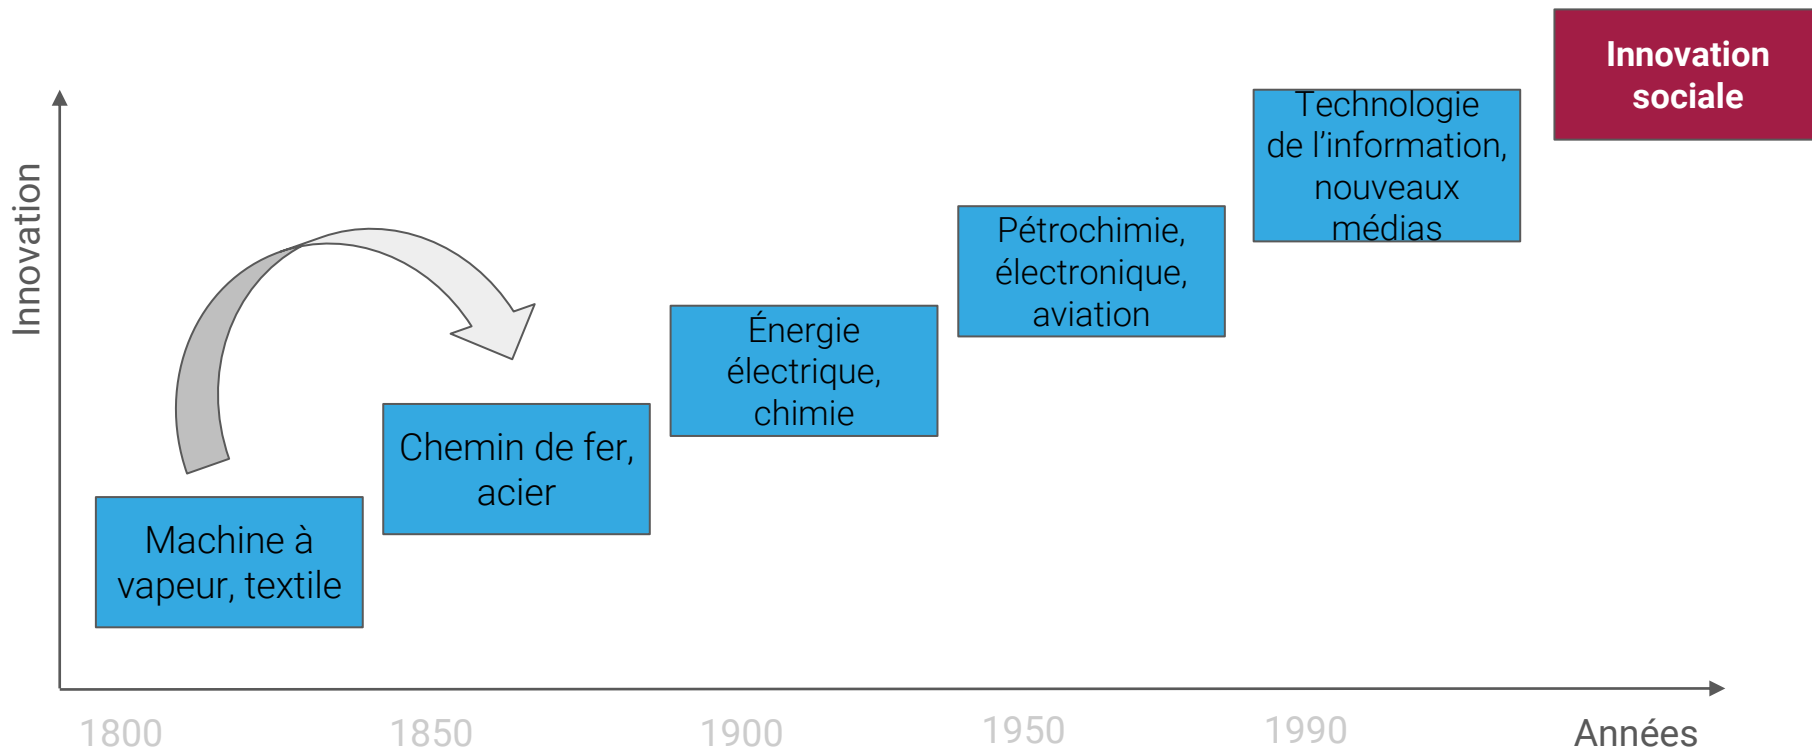 Innovation
sociale
Technologie
de l’information,
nouveaux
médias
Pétrochimie,
électronique,
aviation
Énergie
électrique,
chimie
Chemin de fer,
acier
Machine à
vapeur, textile
Innovation
1800
1850
1900
1950
1990
Années